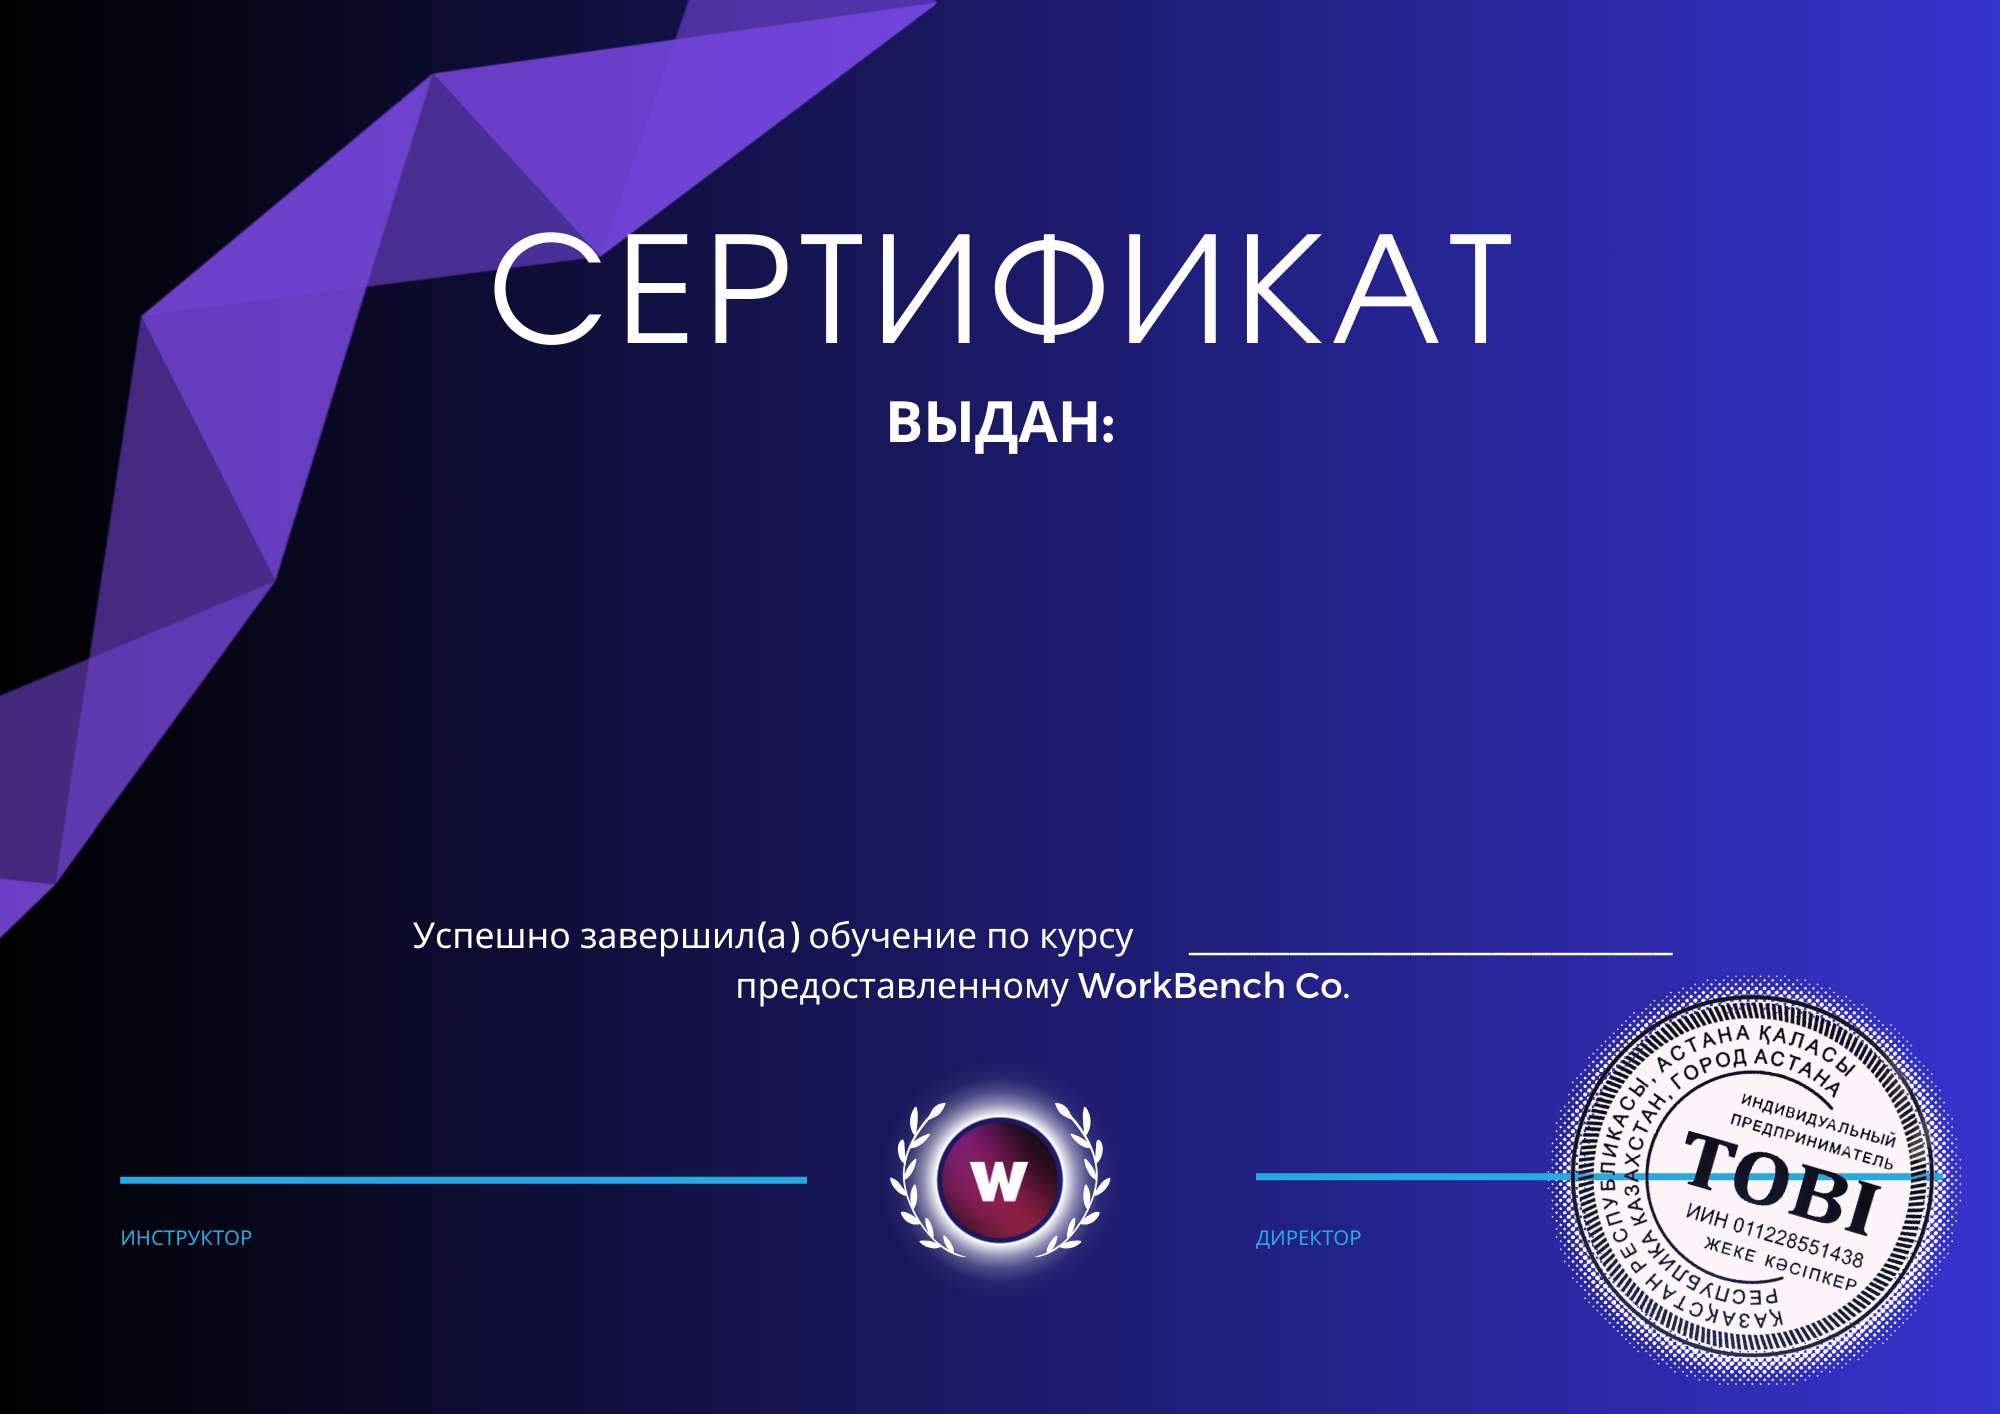 СЕРТИФИКАТ
ВЫДАН:
Успешно завершил(а) обучение по курсу ________________________
предоставленному WorkBench Co.
W
ИНСТРУКТОР
ДИРЕКТОР
ҚАЗАҚСТАН РЕСПУБЛИКАСЫ, АСТАНА ҚАЛАСЫ
РЕСПУБЛИКА КАЗАХСТАН, ГОРОД АСТАНА
ИНДИВИДУАЛЬНЫЙ
ПРЕДПРИНИМАТЕЛЬ
TOBI
ИИН 011228551438
ЖЕКЕ КӘСІПКЕР